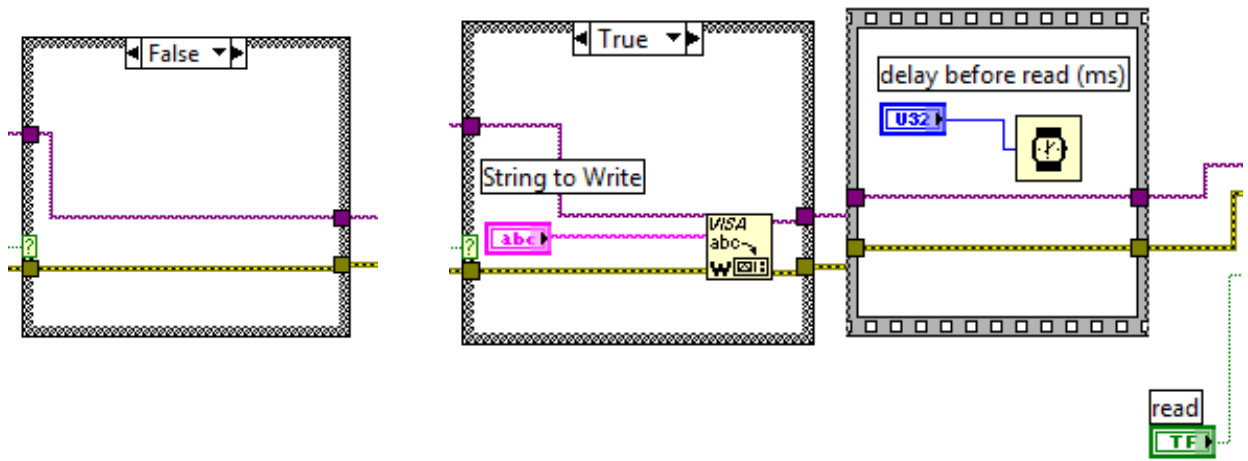 False
True
delay before read (ms)
U32
String to Write
abc
VISA
abc
W
?
?
read
TF